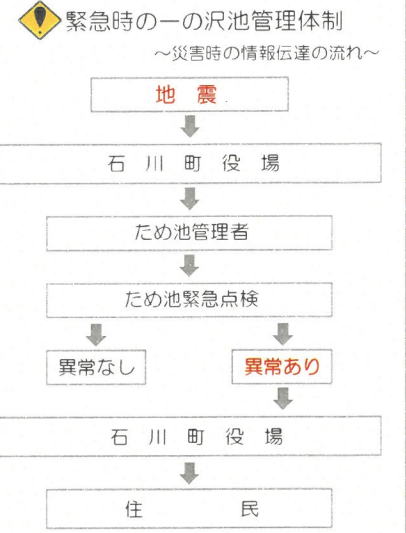 緊急時の一の沢池管理体制
～災害時の情報伝達の流れ～
地 震
石 川 町 役 場
ため池管理者
ため池緊急点検
異常なし
異常あり
石 川 町 役 場
住 民